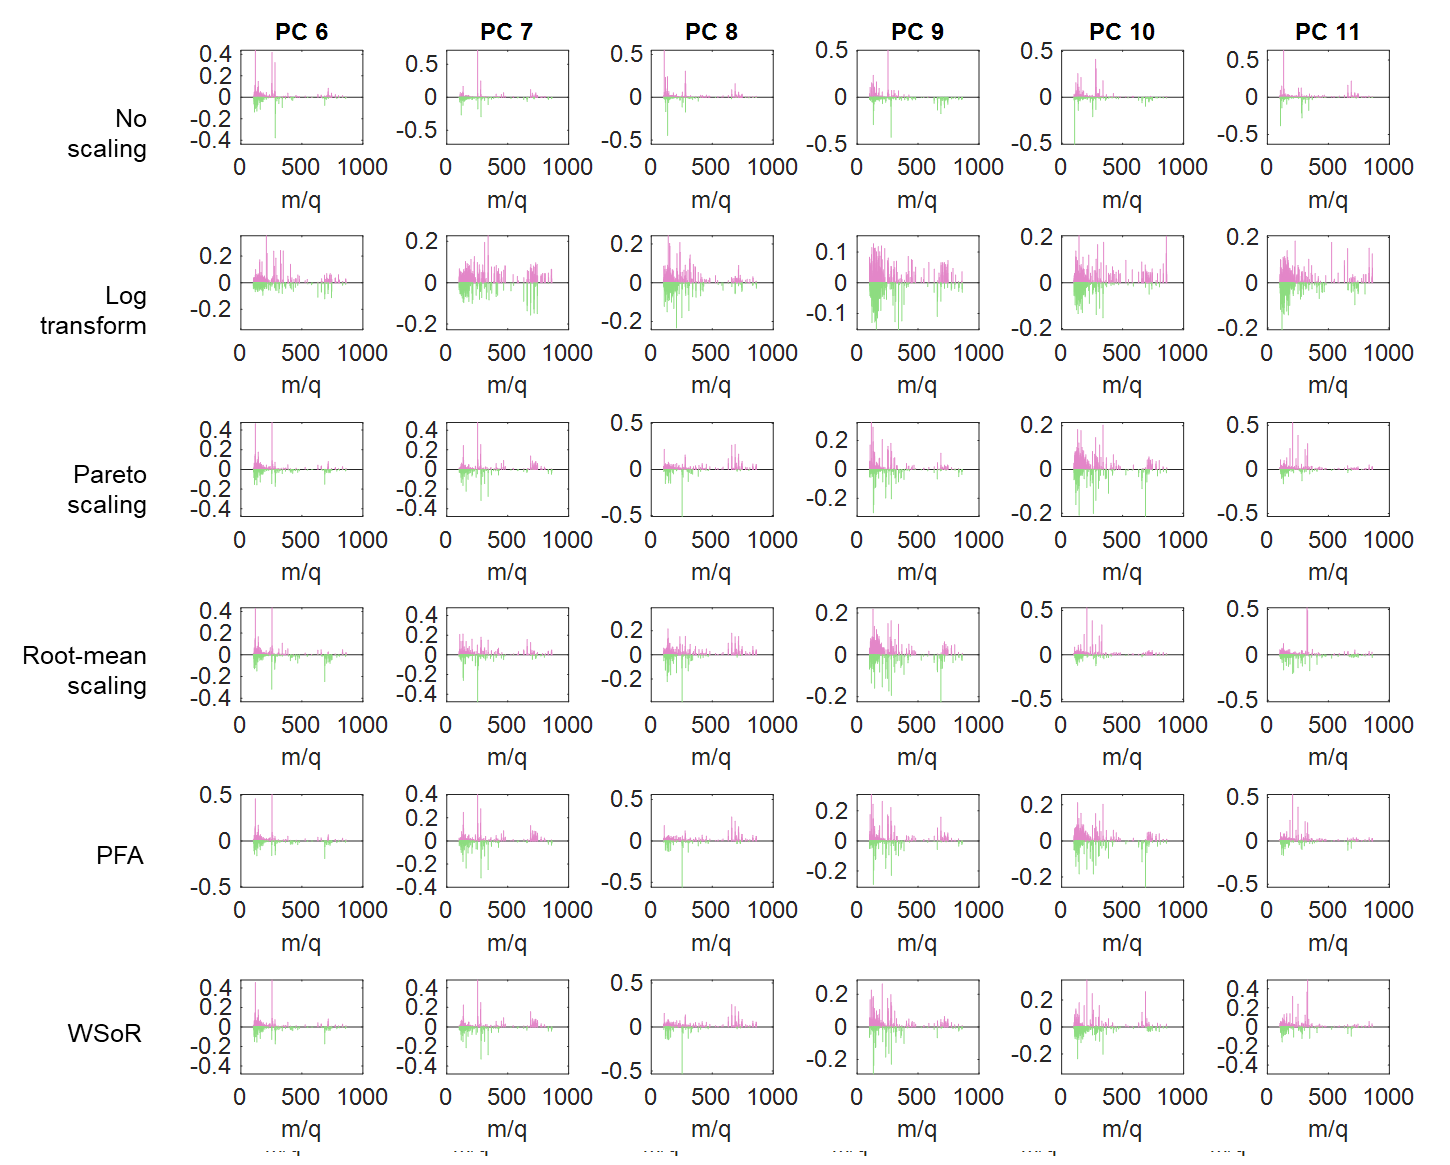 PC 6 PC 7 PC 8 PC 9 PC 10 PC 11
No scaling
0.4 0.2 0 -0.2 -0.4 0.5 0 -0.5 0.5 0 -0.5 0.5 0 -0.5 0.5 0 -0.5 0.5 0 -0.5
0 500 1000 0 500 1000 0 500 1000 0 500 1000 0 500 1000 0 500 1000
m/q m/q m/q m/q m/q m/q
Log transform
0.2 0 -0.2 0.2 0 -0.2 0.2 0 -0.2 0.1 0 -0.1 0.2 0 -0.2 0.2 0 -0.2
0 500 1000 0 500 1000 0 500 1000 0 500 1000 0 500 1000 0 500 1000
m/q m/q m/q m/q m/q m/q
Pareto scaling
0.4 0.2 0 -0.2 -0.4 0.4 0.2 0 -0.2 -0.4 0.5 0 -0.5 0.2 0 -0.2 0.2 0 -0.2 0.5 0 -0.5
0 500 1000 0 500 1000 0 500 1000 0 500 1000 0 500 1000 0 500 1000
m/q m/q m/q m/q m/q m/q
Root-mean scaling
0.4 0.2 0 -0.2 -0.4 0.4 0.2 0 -0.2 -0.4 0.2 0 -0.2 0.2 0 -0.2 0.5 0 -0.5 0.5 0 -0.5
0 500 1000 0 500 1000 0 500 1000 0 500 1000 0 500 1000 0 500 1000
m/q m/q m/q m/q m/q m/q
PFA
0.5 0 -0.5 0.4 0.2 0 -0.2 -0.4 0.5 0 -0.5 0.2 0 -0.2 0.2 0 -0.2 0.5 0 -0.5
0 500 1000 0 500 1000 0 500 1000 0 500 1000 0 500 1000 0 500 1000
m/q m/q m/q m/q m/q m/q
WSoR
0.4 0.2 0 -0.2 -0.4 0.4 0.2 0 -0.2 -0.4 0.5 0 -0.5 0.2 0 -0.2 0.2 0 -0.2 0.4 0.2 0 -0.2 -0.4
0 500 1000 0 500 1000 0 500 1000 0 500 1000 0 500 1000 0 500 1000
m/q m/q m/q m/q m/q m/q